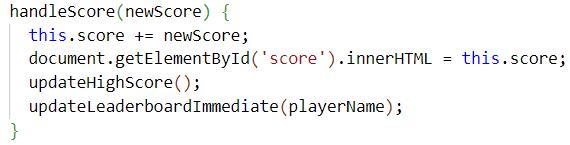 handleScore(newScore) {
  this.score += newScore;
  document.getElementById('score').innerHTML = this.score;
  updateHighScore();
  updateLeaderboardImmediate(playerName);
}